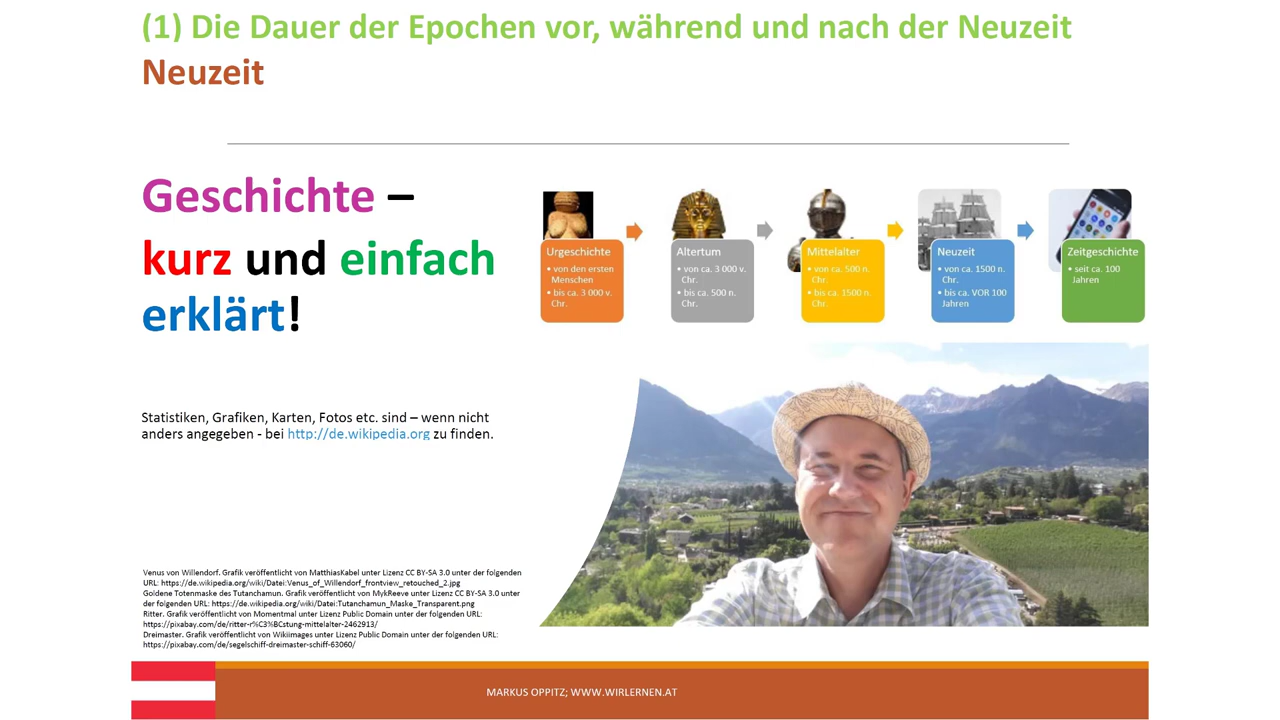 (1) Die Dauer der Epochen vor, während und nach der Neuzeit
Neuzeit
Geschichte –
kurz und einfach
erklärt!
Urgeschichte
• von den ersten
Menschen
• bis ca. 3 000 v.
Chr.
Altertum
• von ca. 3 000 v.
Chr.
• bis ca. 500 n.
Chr.
Mittelalter
• von ca. 500 n.
Chr.
• bis ca. 1500 n.
Chr.
Neuzeit
• von ca. 1500 n.
Chr.
• bis ca. VOR 100
Jahren
Zeitgeschichte
• seit ca. 100
Jahren
Statistiken, Grafiken, Karten, Fotos etc. sind – wenn nicht
anders angegeben - bei http://de.wikipedia.org zu finden.
Venus von Willendorf. Grafik veröffentlicht von MatthiasKabel unter Lizenz CC BY-SA 3.0 unter der folgenden
URL: https://de.wikipedia.org/wiki/Datei:Venus_of_Willendorf_frontview_retouched_2.jpg
Goldene Totenmaske des Tutanchamun. Grafik veröffentlicht von MykReeve unter Lizenz CC BY-SA 3.0 unter
der folgenden URL: https://de.wikipedia.org/wiki/Datei:Tutanchamun_Maske_Transparent.png
Ritter. Grafik veröffentlicht von Momentmal unter Lizenz Public Domain unter der folgenden URL:
https://pixabay.com/de/ritter-r%C3%BCstung-mittelalter-2462913/
Dreimaster. Grafik veröffentlicht von Wikiimages unter Lizenz Public Domain unter der folgenden URL:
https://pixabay.com/de/segelschiff-dreimaster-schiff-63060/
MARKUS OPPITZ; WWW.WIRLERNEN.AT